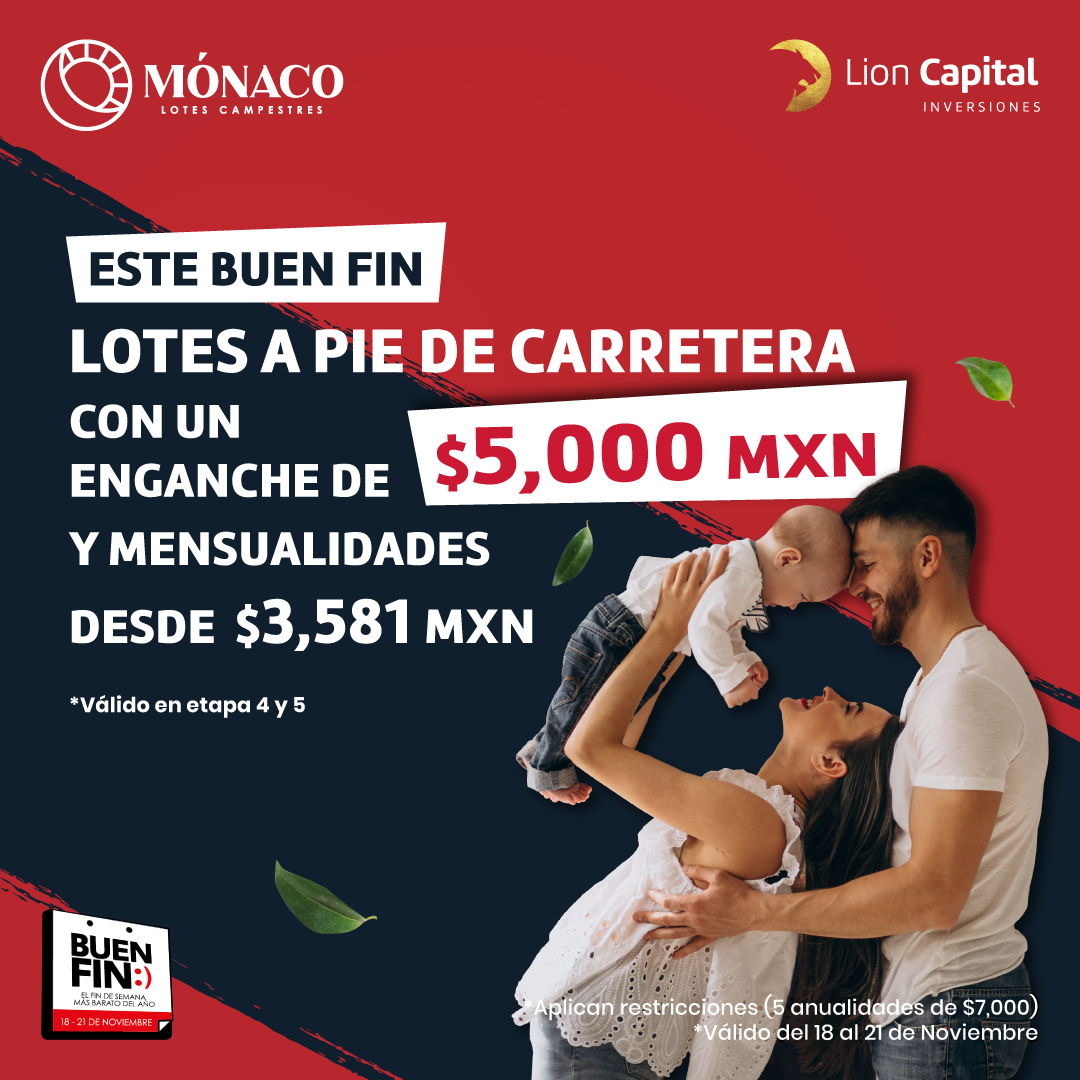 MÓNACO
LOTES CAMPESTRES
Lion Capital
INVERSIONES
ESTE BUEN FIN
LOTES A PIE DE CARRETERA
CON UN
ENGANCHE DE
$5,000 MXN
Y MENSUALIDADES
DESDE $3,581 MXN
*Válido en etapa 4 y 5
BUEN
FIN:)
EL FIN DE SEMANA
MÁS BARATO DEL AÑO
18 - 21 DE NOVIEMBRE
*Aplican restricciones (5 anualidades de $7,000)
*Válido del 18 al 21 de Noviembre